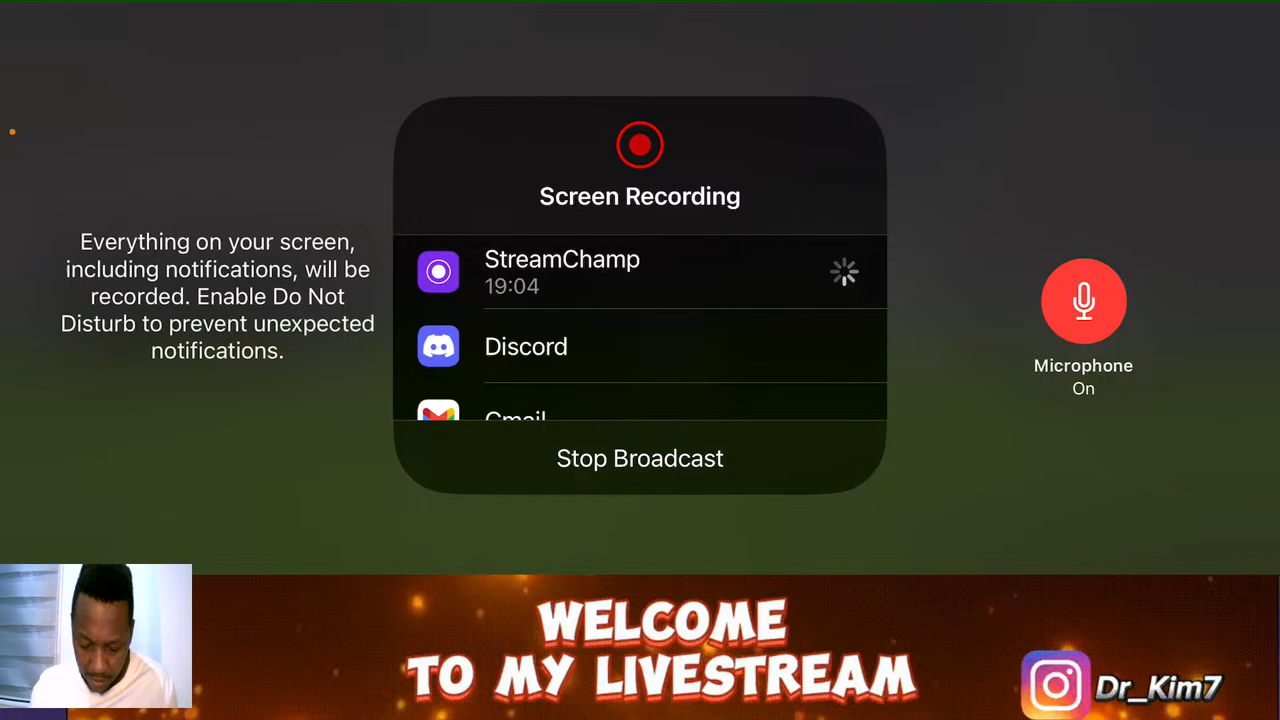 Screen Recording
Everything on your screen,
including notifications, will be
recorded. Enable Do Not
Disturb to prevent unexpected
notifications.
StreamChamp
19:04
Discord
Gmail
Stop Broadcast
Microphone
On
WELCOME
TO MY LIVESTREAM
Dr_Kim7